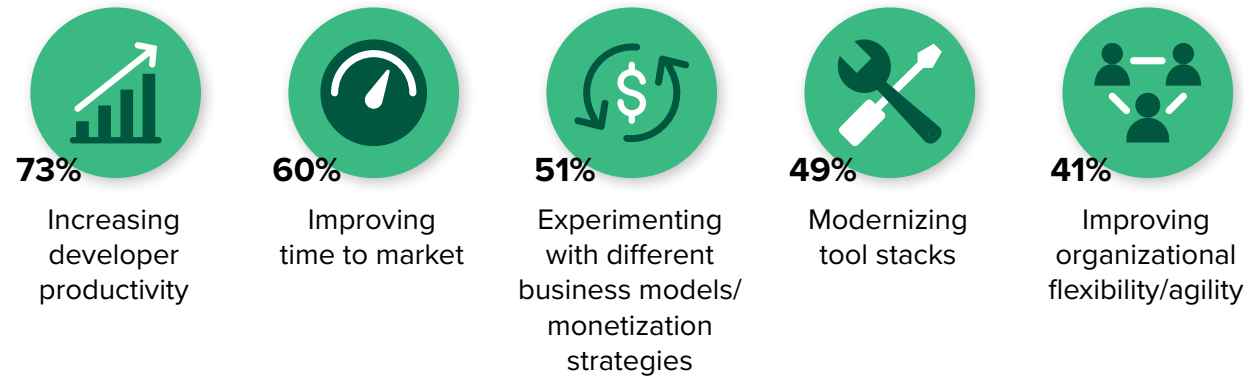 73%
Increasing
developer
productivity
60%
Improving
time to market
$
51%
Experimenting
with different
business models/
monetization
strategies
49%
Modernizing
tool stacks
41%
Improving
organizational
flexibility/agility